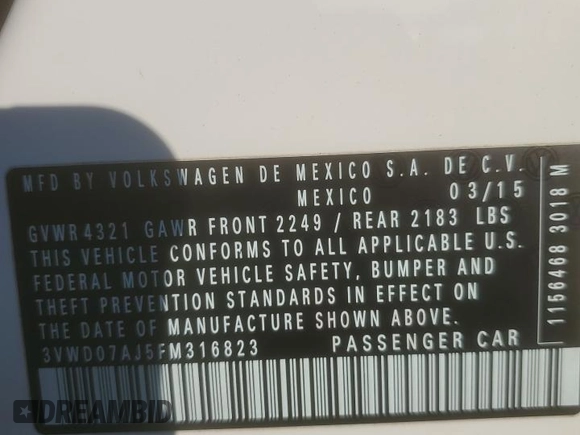 MFD BY VOLKSWAGEN DE MEXICO S.A. DE C.V.
MEXICO 03/15
GVWR 4321 GAWR FRONT 2249 / REAR 2183 LBS
THIS VEHICLE CONFORMS TO ALL APPLICABLE U.S.
FEDERAL MOTOR VEHICLE SAFETY, BUMPER AND
THEFT PREVENTION STANDARDS IN EFFECT ON
THE DATE OF MANUFACTURE SHOWN ABOVE.
3VWD07AJ5FM316823 PASSENGER CAR
1156468 3018 M
DREAMBID